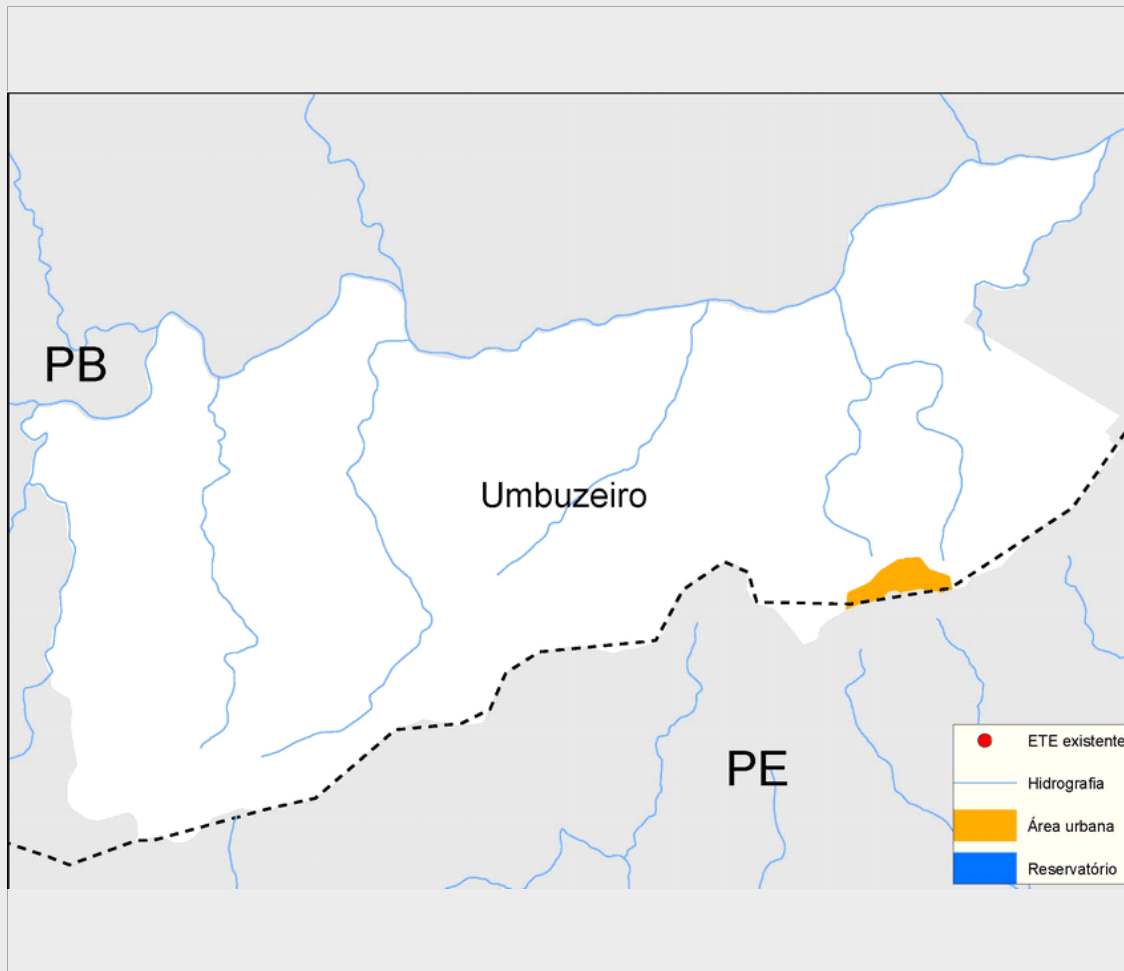 PB
Umbuzeiro
PE
ETE existente
Hidrografia
Área urbana
Reservatório